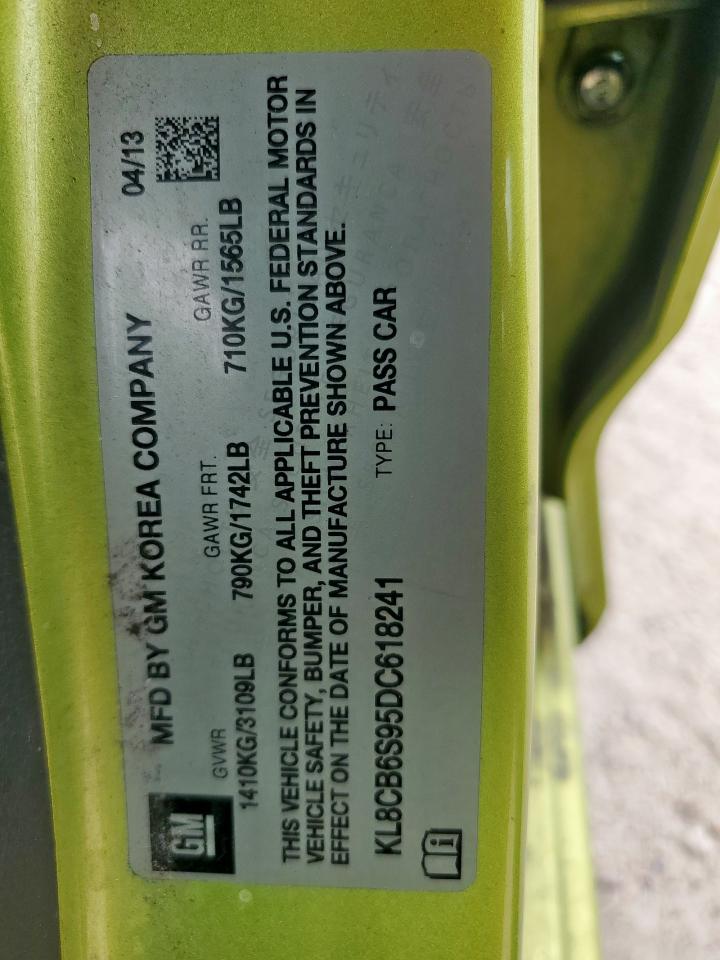 GM
MFD BY GM KOREA COMPANY
04/13
GVWR
GAWR FRT.
GAWR RR.
1410KG/3109LB
790KG/1742LB
710KG/1565LB
THIS VEHICLE CONFORMS TO ALL APPLICABLE U.S. FEDERAL MOTOR
VEHICLE SAFETY, BUMPER, AND THEFT PREVENTION STANDARDS IN
EFFECT ON THE DATE OF MANUFACTURE SHOWN ABOVE.
KL8CB6S95DC618241
TYPE: PASS CAR